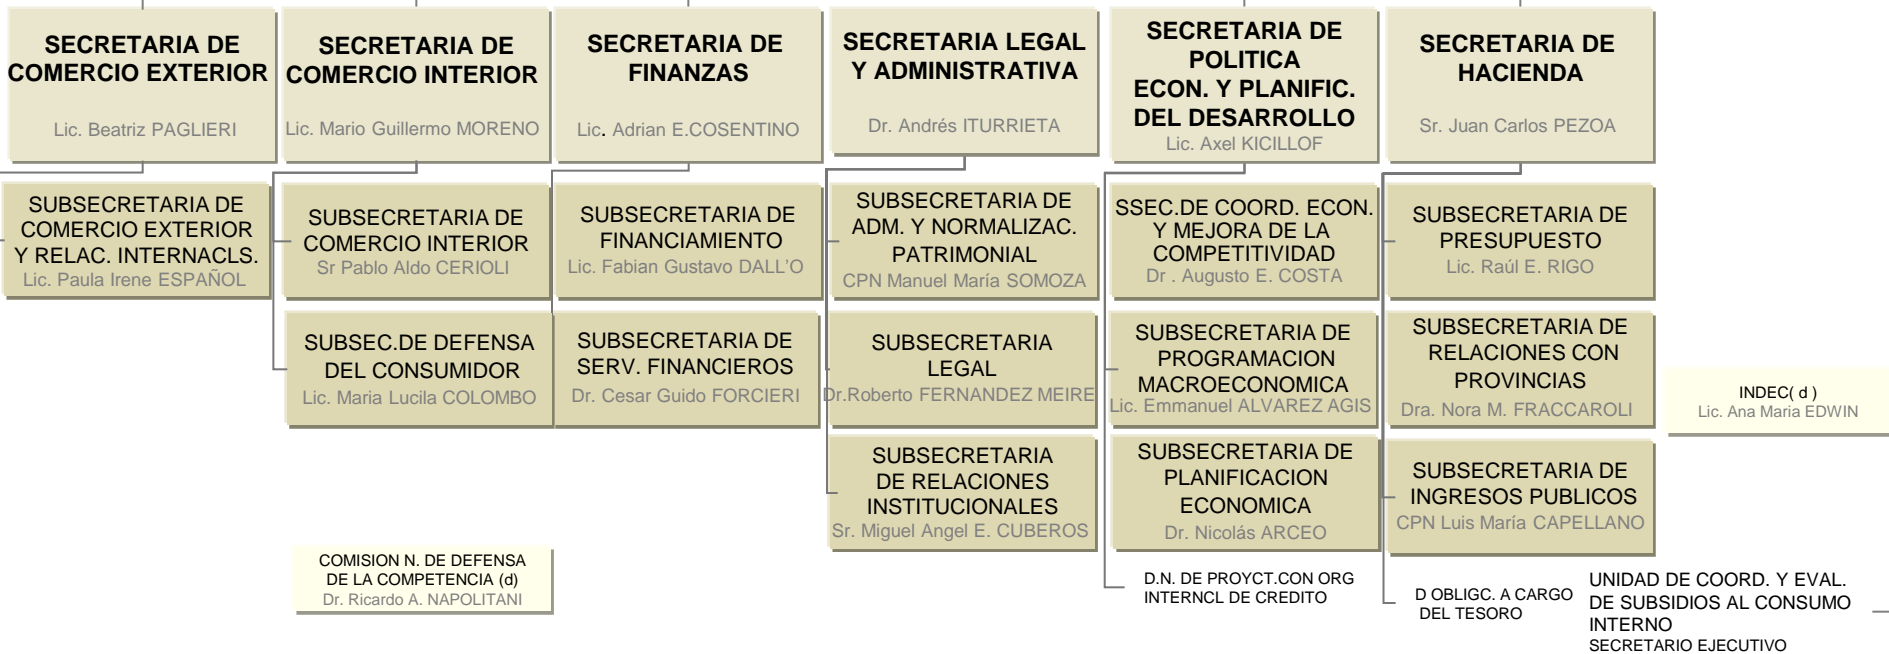 SECRETARIA DE
COMERCIO EXTERIOR
Lic. Beatriz PAGLIERI
SECRETARIA DE
COMERCIO INTERIOR
Lic. Mario Guillermo MORENO
SECRETARIA DE
FINANZAS
Lic. Adrian E.COSENTINO
SECRETARIA LEGAL
Y ADMINISTRATIVA
Dr. Andrés ITURRIETA
SECRETARIA DE
POLITICA
ECON. Y PLANIFIC.
DEL DESARROLLO
Lic. Axel KICILLOF
SECRETARIA DE
HACIENDA
Sr. Juan Carlos PEZOA
SUBSECRETARIA DE
COMERCIO EXTERIOR
Y RELAC. INTERNACLS.
Lic. Paula Irene ESPAÑOL
SUBSECRETARIA DE
COMERCIO INTERIOR
Sr Pablo Aldo CERIOLI
SUBSECRETARIA DE
FINANCIAMIENTO
Lic. Fabian Gustavo DALL'O
SUBSECRETARIA DE
ADM. Y NORMALIZAC.
PATRIMONIAL
CPN Manuel María SOMOZA
SSEC.DE COORD. ECON.
Y MEJORA DE LA
COMPETITIVIDAD
Dr . Augusto E. COSTA
SUBSECRETARIA DE
PRESUPUESTO
Lic. Raúl E. RIGO
SUBSEC.DE DEFENSA
DEL CONSUMIDOR
Lic. Maria Lucila COLOMBO
SUBSECRETARIA DE
SERV. FINANCIEROS
Dr. Cesar Guido FORCIERI
SUBSECRETARIA
LEGAL
Dr.Roberto FERNANDEZ MEIRE
SUBSECRETARIA DE
PROGRAMACION
MACROECONOMICA
Lic. Emmanuel ALVAREZ AGIS
SUBSECRETARIA DE
RELACIONES CON
PROVINCIAS
Dra. Nora M. FRACCAROLI
INDEC( d )
Lic. Ana Maria EDWIN
SUBSECRETARIA
DE RELACIONES
INSTITUCIONALES
Sr. Miguel Angel E. CUBEROS
SUBSECRETARIA DE
PLANIFICACION
ECONOMICA
Dr. Nicolás ARCEO
SUBSECRETARIA DE
INGRESOS PUBLICOS
CPN Luis María CAPELLANO
COMISION N. DE DEFENSA
DE LA COMPETENCIA (d)
Dr. Ricardo A. NAPOLITANI
D.N. DE PROYCT.CON ORG
INTERNCL DE CREDITO
D OBLIGC. A CARGO
DEL TESORO
UNIDAD DE COORD. Y EVAL.
DE SUBSIDIOS AL CONSUMO
INTERNO
SECRETARIO EJECUTIVO